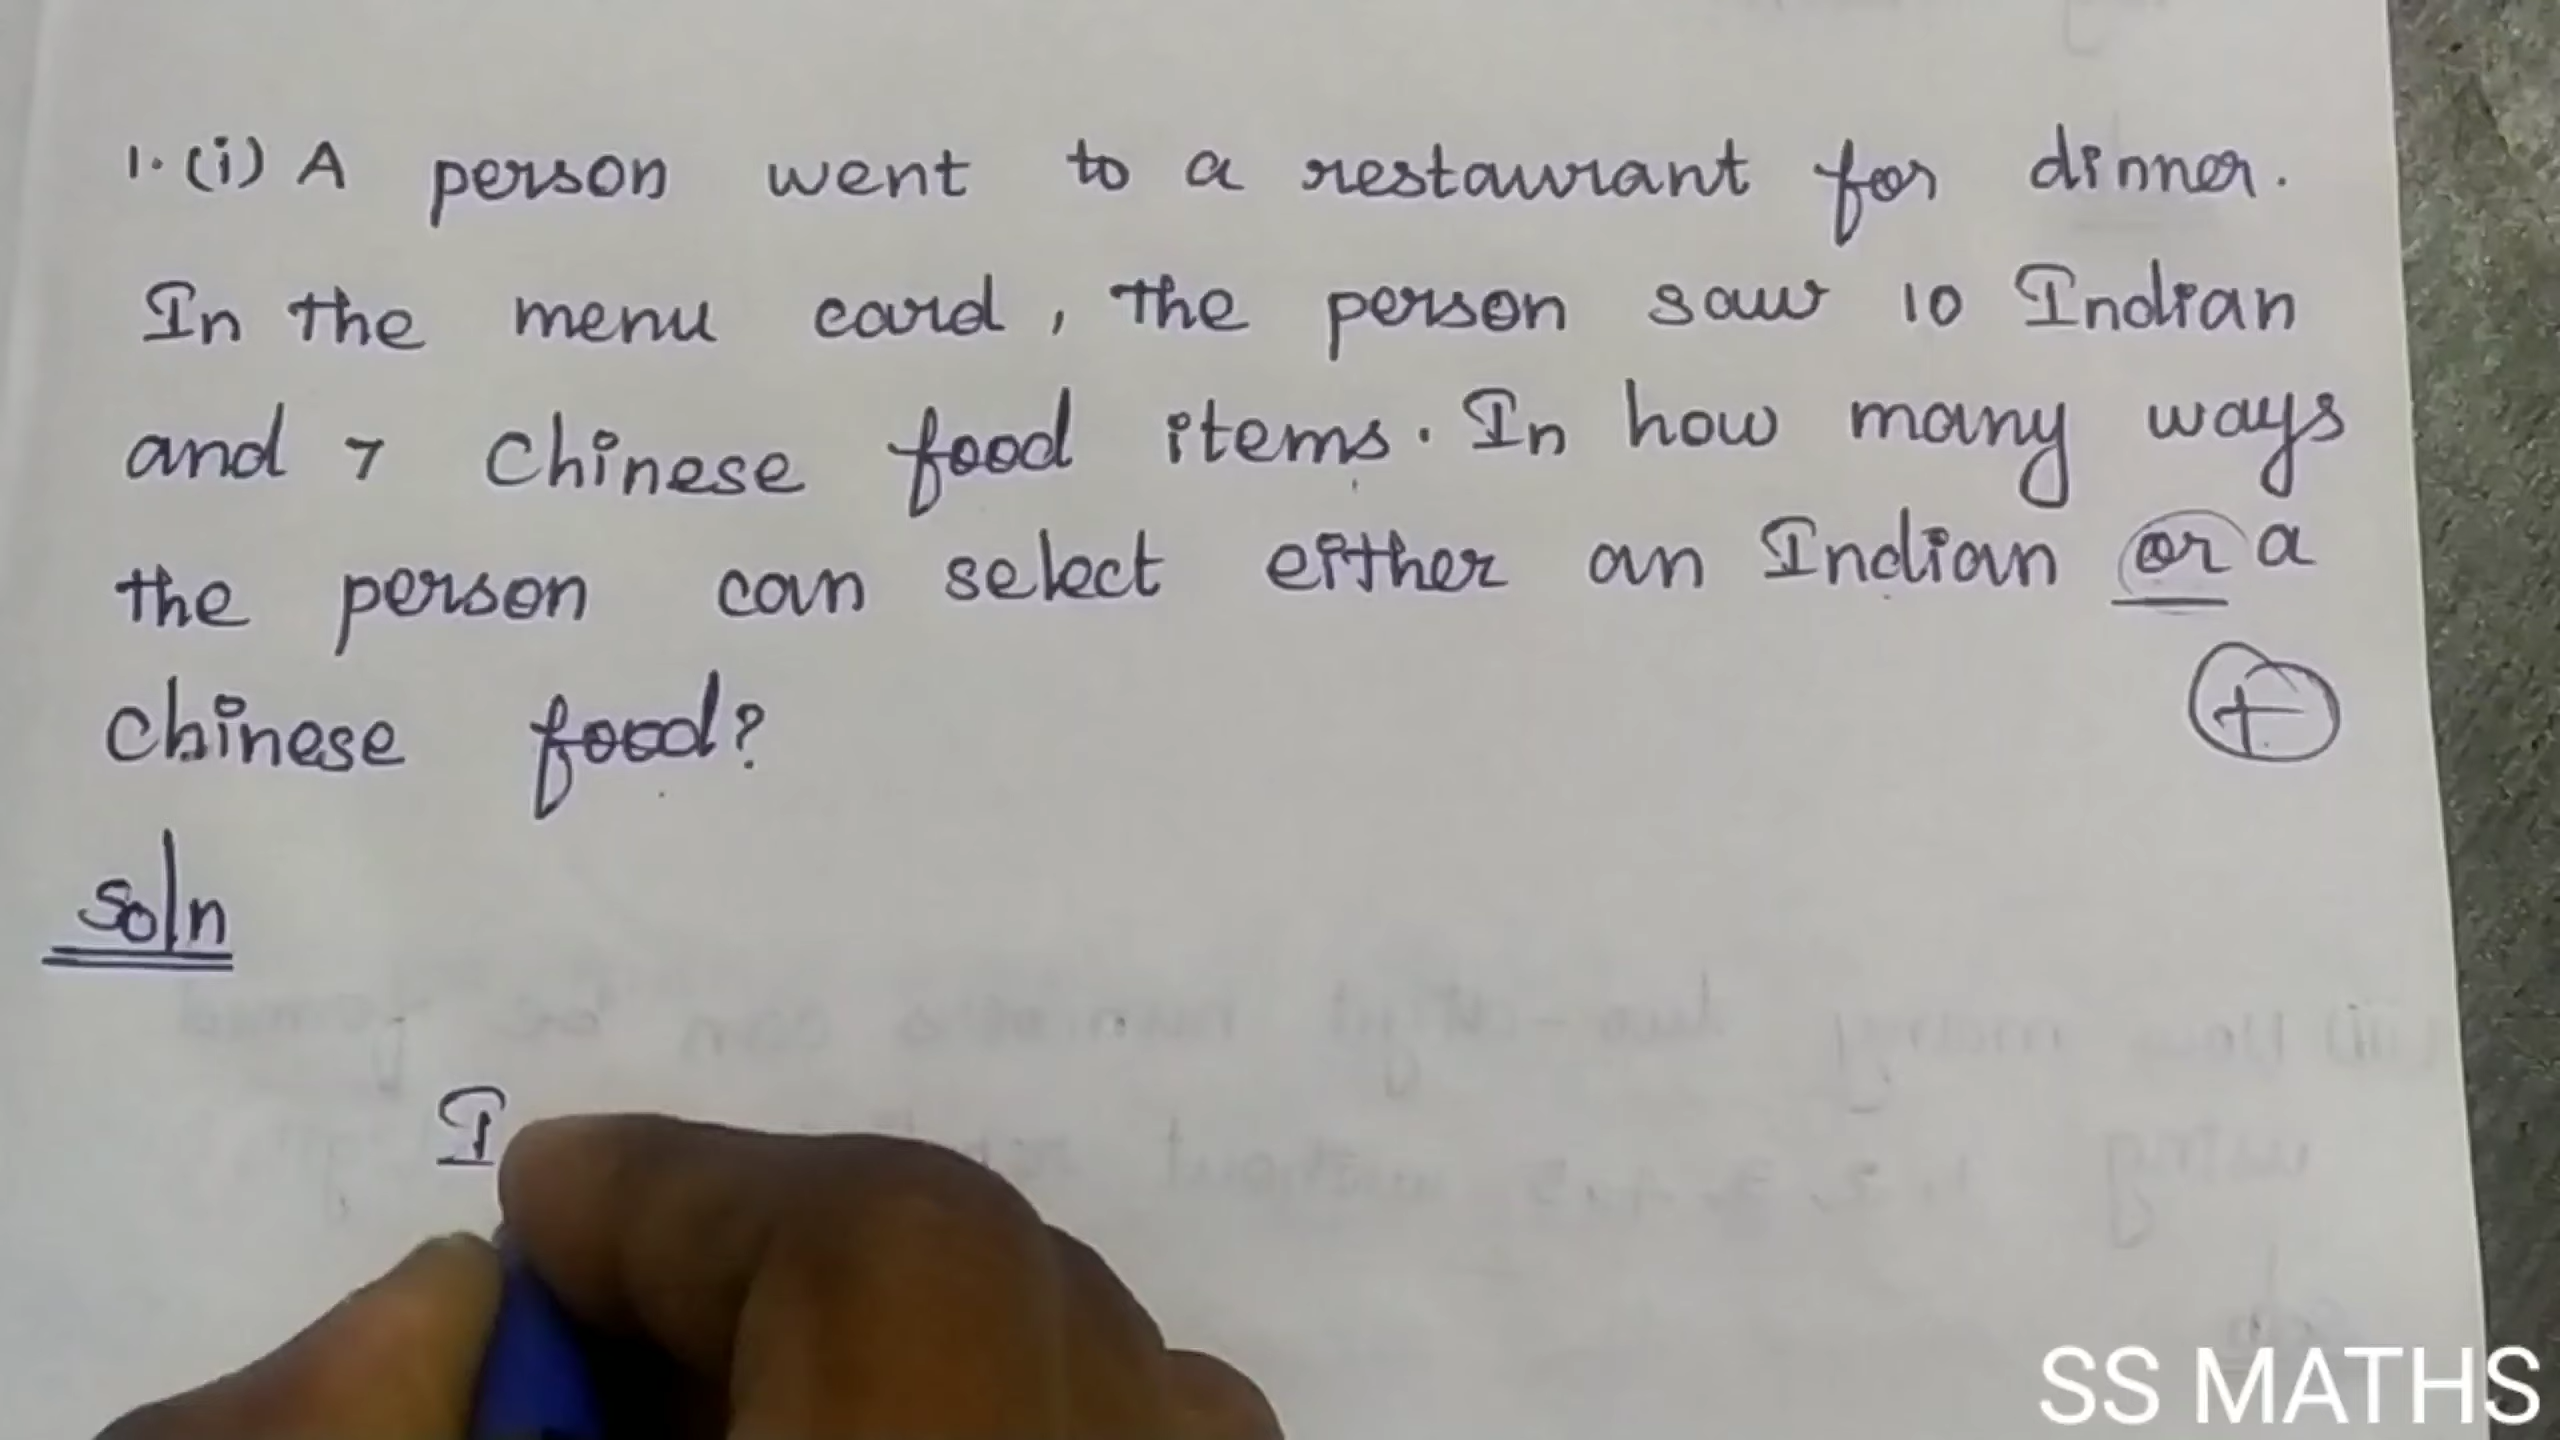 1. (i) A person went to a restaurant for dinner.
In the menu card, the person saw 10 Indian
and 7 Chinese food items. In how many ways
the person can select either an Indian or a
Chinese food?
+
Soln
I
SS MATHS